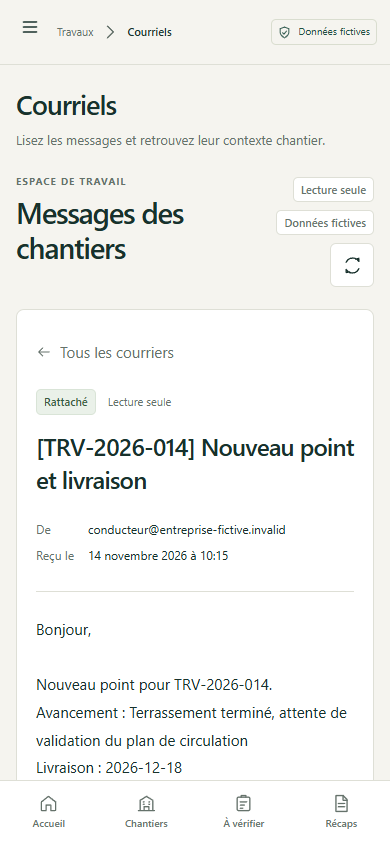 Travaux > Courriels
Données fictives
Courriels
Lisez les messages et retrouvez leur contexte chantier.
ESPACE DE TRAVAIL
Messages des
chantiers
Lecture seule
Données fictives
← Tous les courriers
Rattaché Lecture seule
[TRV-2026-014] Nouveau point
et livraison
De conducteur@entreprise-fictive.invalid
Reçu le 14 novembre 2026 à 10:15
Bonjour,
Nouveau point pour TRV-2026-014.
Avancement : Terrassement terminé, attente de
validation du plan de circulation
Livraison : 2026-12-18
Accueil Chantiers À vérifier Récaps